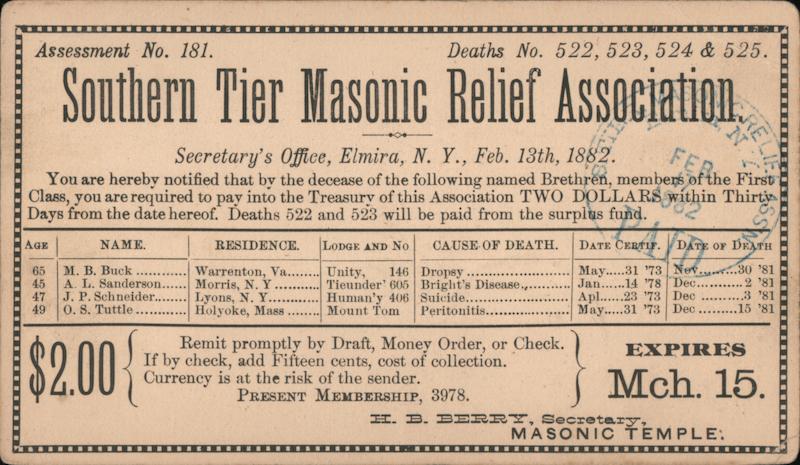 Assessment No. 181. Deaths No. 522, 523, 524 & 525.
Southern Tier Masonic Relief Association.
Secretary's Office, Elmira, N. Y., Feb. 13th, 1882.
You are hereby notified that by the decease of the following named Brethren, members of the First
Class, you are required to pay into the Treasury of this Association TWO DOLLARS within Thirty
Days from the date hereof. Deaths 522 and 523 will be paid from the surplus fund.
AGE NAME. RESIDENCE. LODGE AND NO CAUSE OF DEATH. DATE CERTIF. DATE OF DEATH
65 M. B. Buck ............ Warrenton, Va...... Unity, 146 Dropsy ..................... May.....31 '73 Nov.....30 '81
45 A. L. Sanderson..... Morris, N. Y ......... Tieunder' 605 Bright's Disease......... Jan.....14 '78 Dec ..... 2 '81
47 J. P. Schneider....... Lyons, N. Y.......... Human'y 406 Suicide..................... Apl.....23 '73 Dec .....3 '81
49 O. S. Tuttle........... Holyoke, Mass ...... Mount Tom Peritonitis................. May.....31 '73 Dec .....15 '81
$2.00
Remit promptly by Draft, Money Order, or Check.
If by check, add Fifteen cents, cost of collection.
Currency is at the risk of the sender.
PRESENT MEMBERSHIP, 3978.
EXPIRES
Mch. 15.
H. B. BERRY, Secretary,
MASONIC TEMPLE.
MASONIC RELIEF ASSN
N.Y.
FEB
1882
PAID